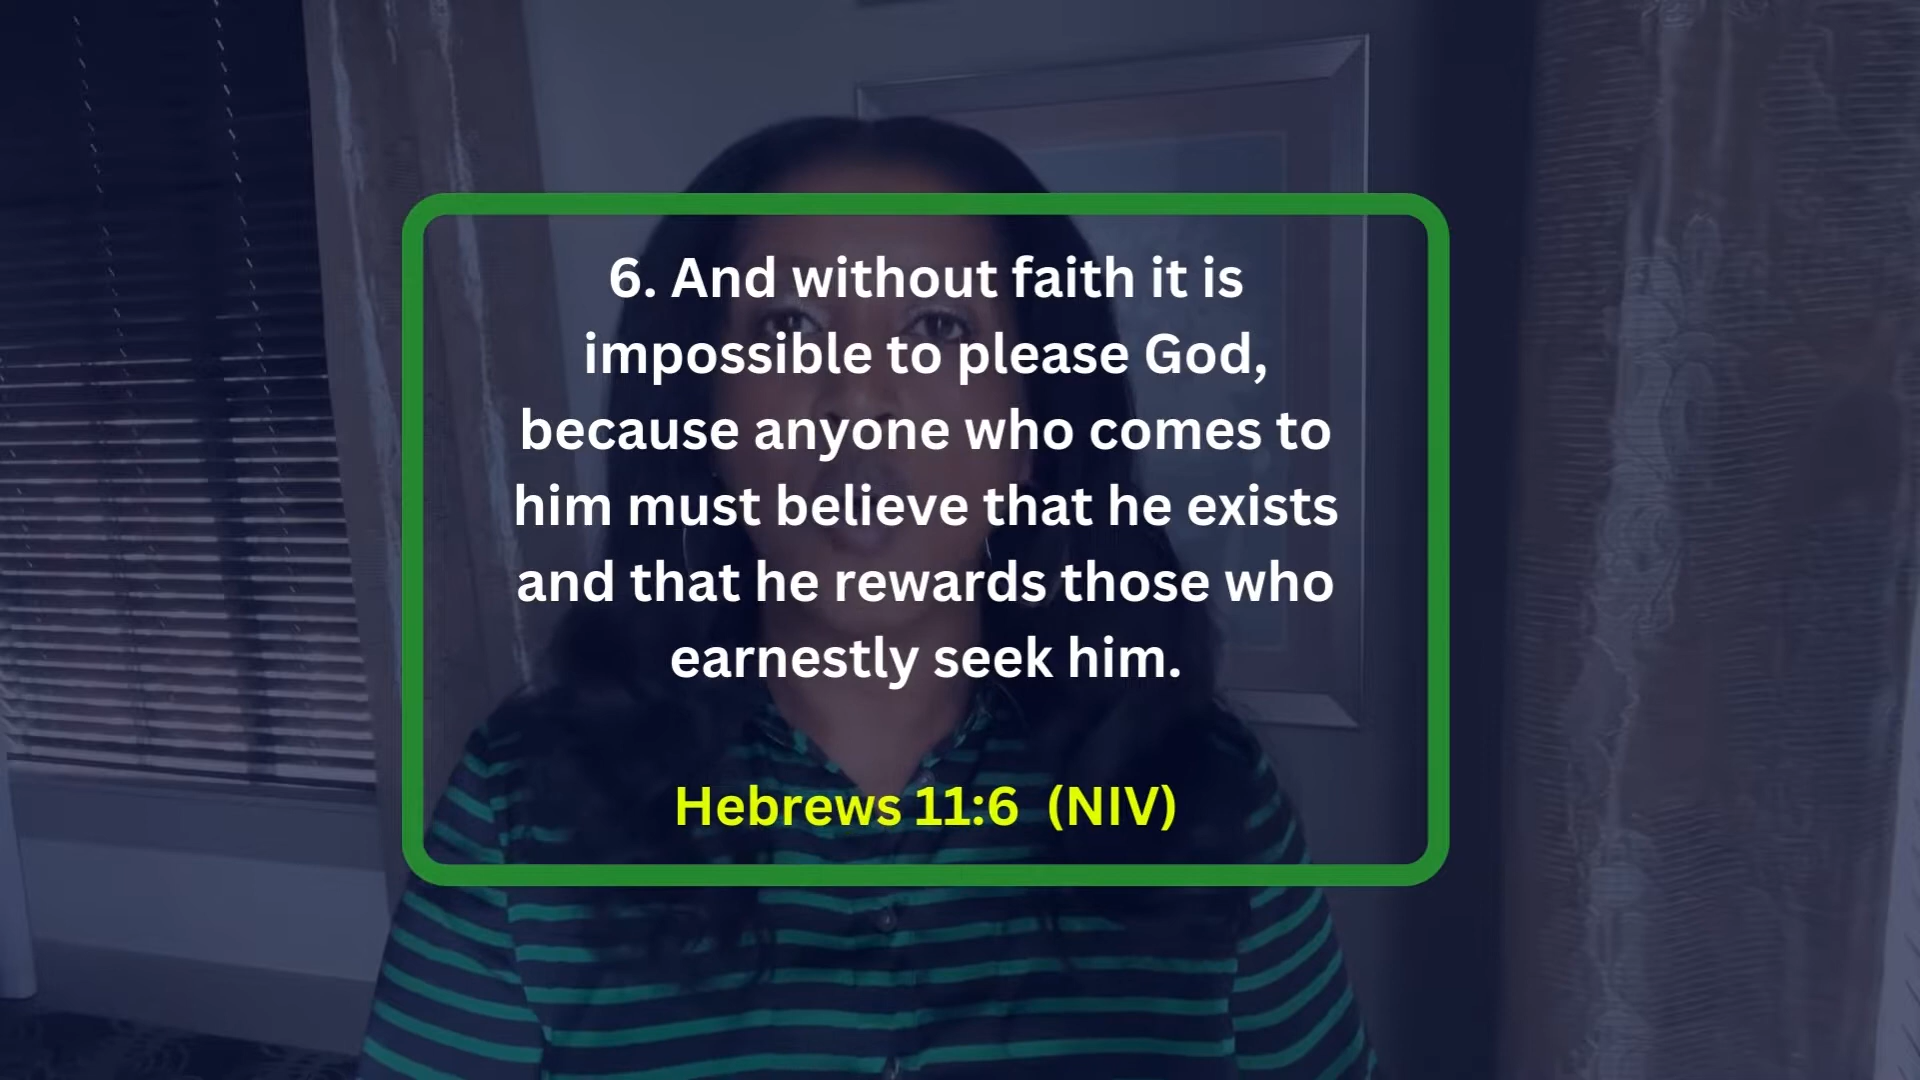 6. And without faith it is
impossible to please God,
because anyone who comes to
him must believe that he exists
and that he rewards those who
earnestly seek him.
Hebrews 11:6 (NIV)